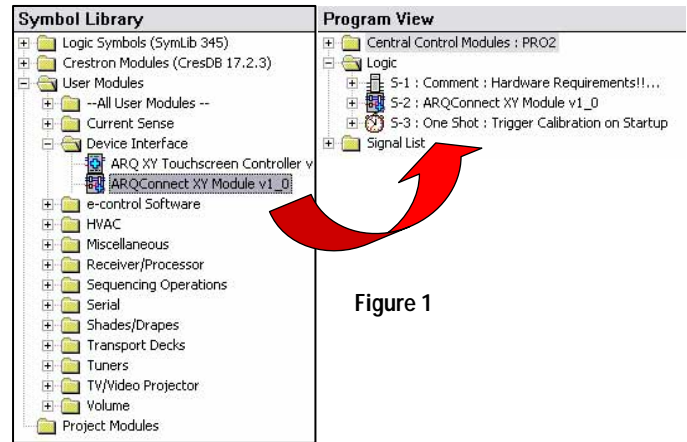 Symbol Library
Logic Symbols (SymLib 345)
Crestron Modules (CresDB 17.2.3)
User Modules
--All User Modules --
Current Sense
Device Interface
ARQ XY Touchscreen Controller v
ARQConnect XY Module v1_0
e-control Software
HVAC
Miscellaneous
Receiver/Processor
Sequencing Operations
Serial
Shades/Drapes
Transport Decks
Tuners
TV/Video Projector
Volume
Project Modules
Program View
Central Control Modules : PRO2
Logic
S-1 : Comment : Hardware Requirements!!...
S-2 : ARQConnect XY Module v1_0
S-3 : One Shot : Trigger Calibration on Startup
Signal List
Figure 1